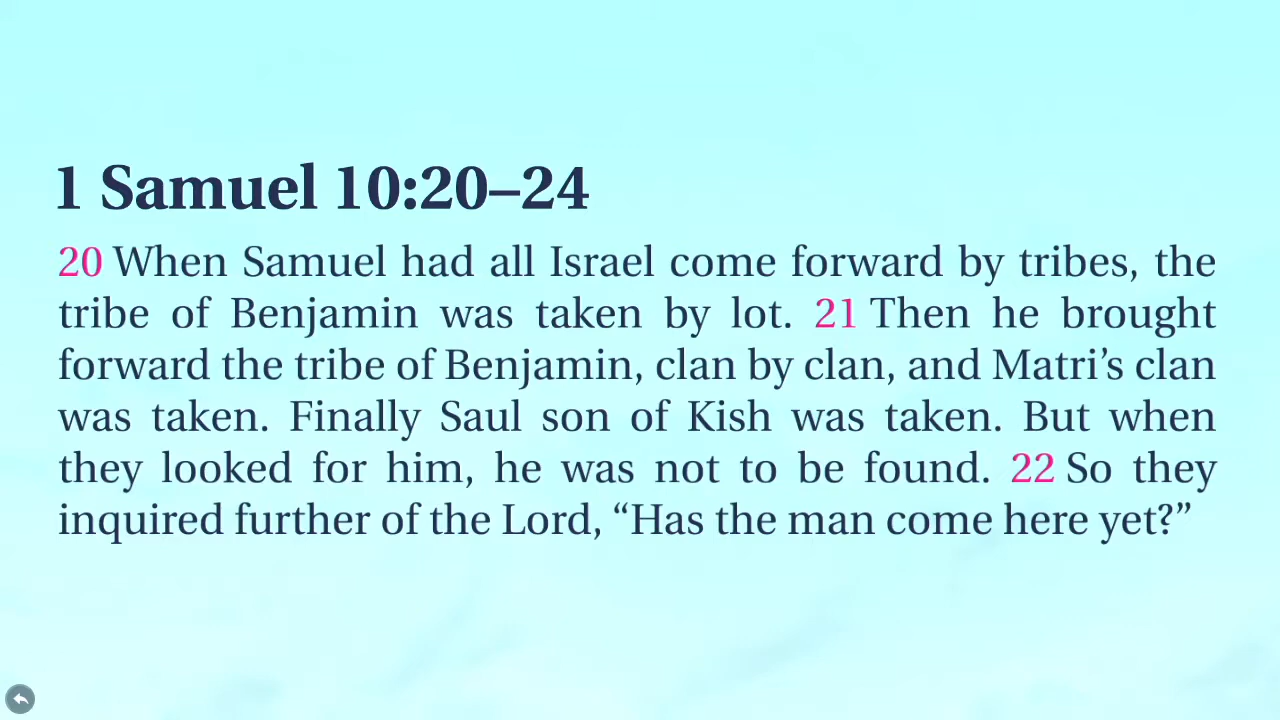 1 Samuel 10:20–24
20 When Samuel had all Israel come forward by tribes, the
tribe of Benjamin was taken by lot. 21 Then he brought
forward the tribe of Benjamin, clan by clan, and Matri’s clan
was taken. Finally Saul son of Kish was taken. But when
they looked for him, he was not to be found. 22 So they
inquired further of the Lord, “Has the man come here yet?”